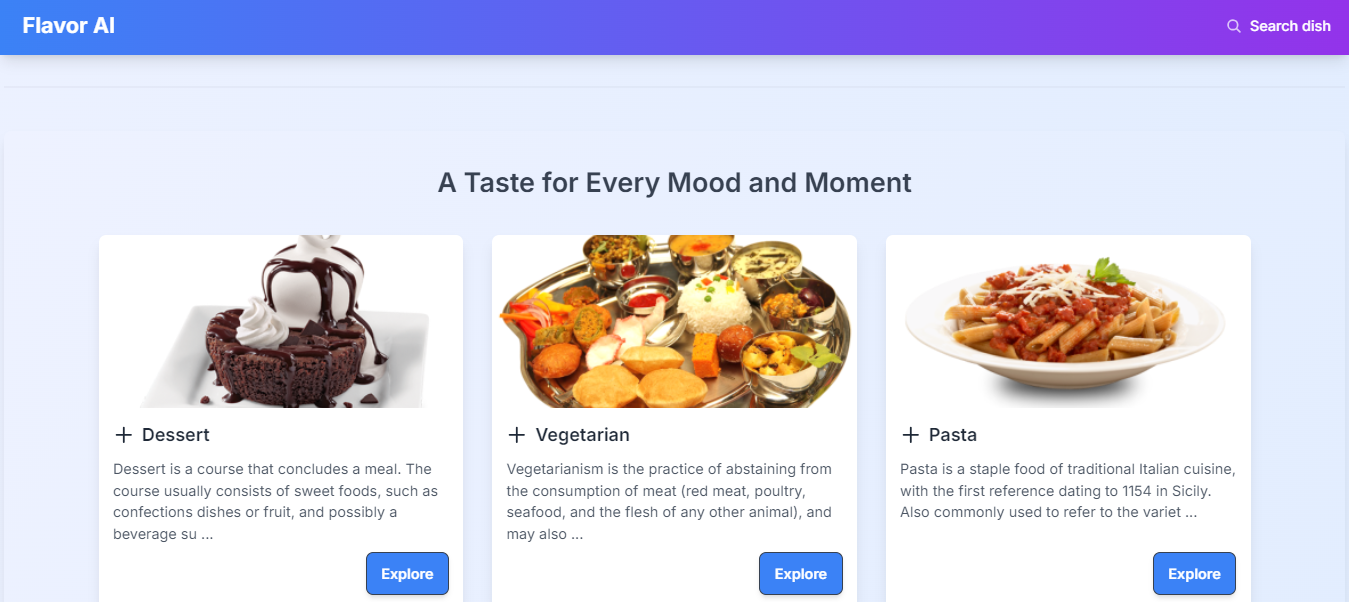 Flavor AI
Search dish
A Taste for Every Mood and Moment
Dessert
Dessert is a course that concludes a meal. The
course usually consists of sweet foods, such as
confections dishes or fruit, and possibly a
beverage su ...
Explore
Vegetarian
Vegetarianism is the practice of abstaining from
the consumption of meat (red meat, poultry,
seafood, and the flesh of any other animal), and
may also ...
Explore
Pasta
Pasta is a staple food of traditional Italian cuisine,
with the first reference dating to 1154 in Sicily.
Also commonly used to refer to the variet ...
Explore